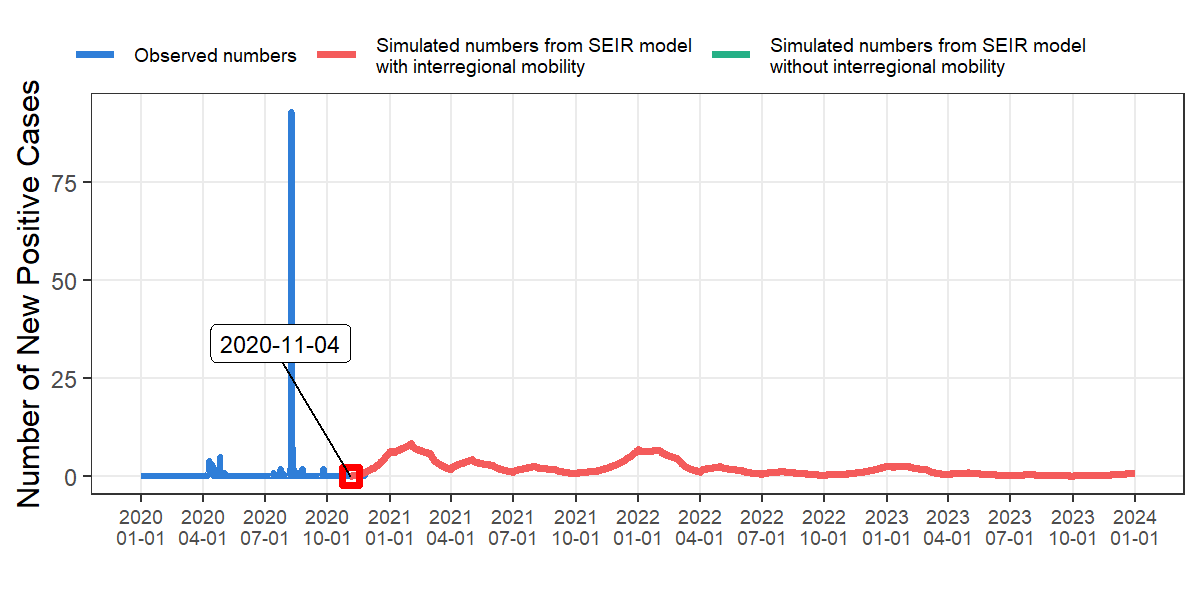 Observed numbers
Simulated numbers from SEIR model
with interregional mobility
Simulated numbers from SEIR model
without interregional mobility
Number of New Positive Cases
75
50
25
0
2020-11-04
2020 2020 2020 2020 2021 2021 2021 2021 2022 2022 2022 2022 2023 2023 2023 2023 2024
01-01 04-01 07-01 10-01 01-01 04-01 07-01 10-01 01-01 04-01 07-01 10-01 01-01 04-01 07-01 10-01 01-01